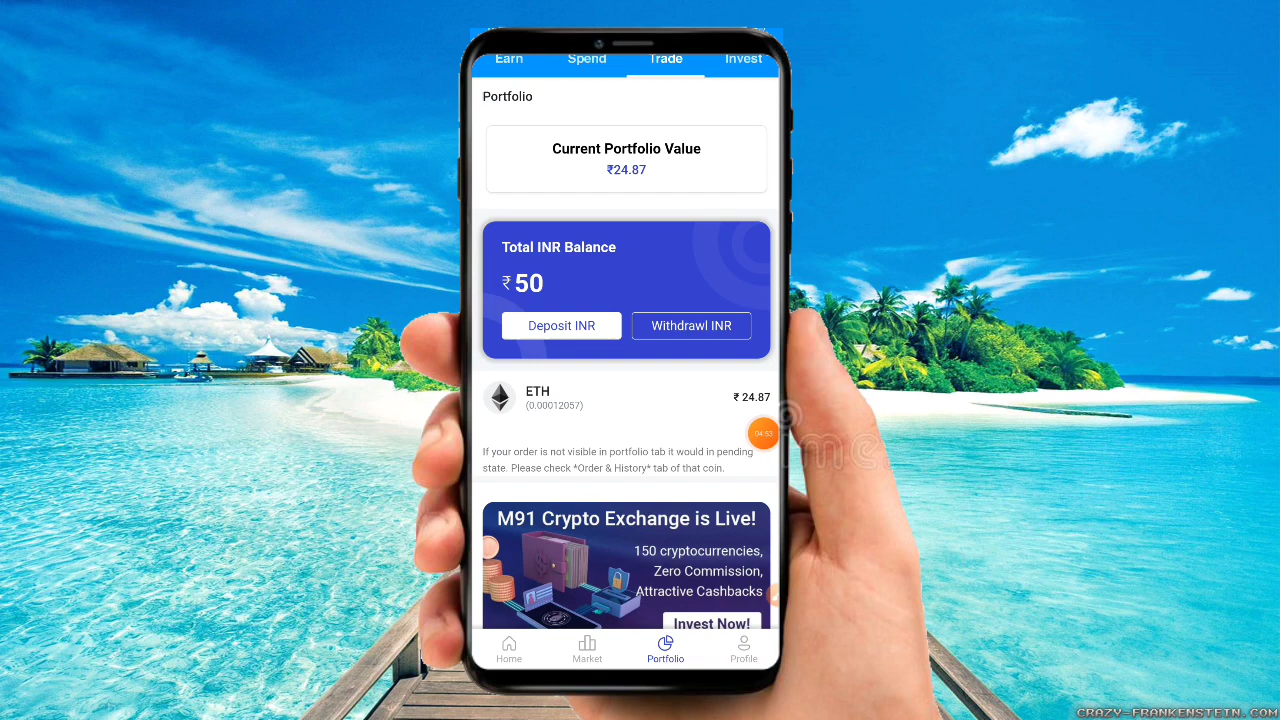 Earn Spend Trade Invest
Portfolio
Current Portfolio Value
₹24.87
Total INR Balance
₹ 50
Deposit INR Withdrawl INR
ETH
(0.00012057)
₹ 24.87
04:53
If your order is not visible in portfolio tab it would in pending
state. Please check *Order & History* tab of that coin.
M91 Crypto Exchange is Live!
150 cryptocurrencies,
Zero Commission,
Attractive Cashbacks
Invest Now!
Home Market Portfolio Profile
CRAZY-FRANKENSTEIN.COM